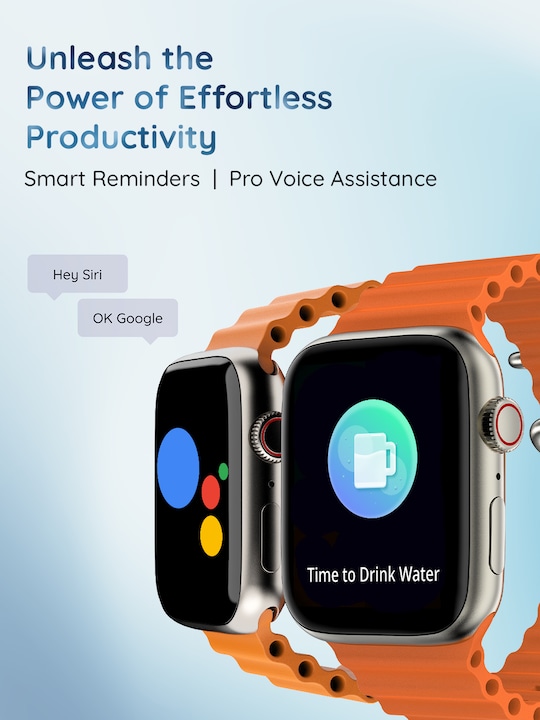 Unleash the
Power of Effortless
Productivity
Smart Reminders | Pro Voice Assistance
Hey Siri
OK Google
Time to Drink Water